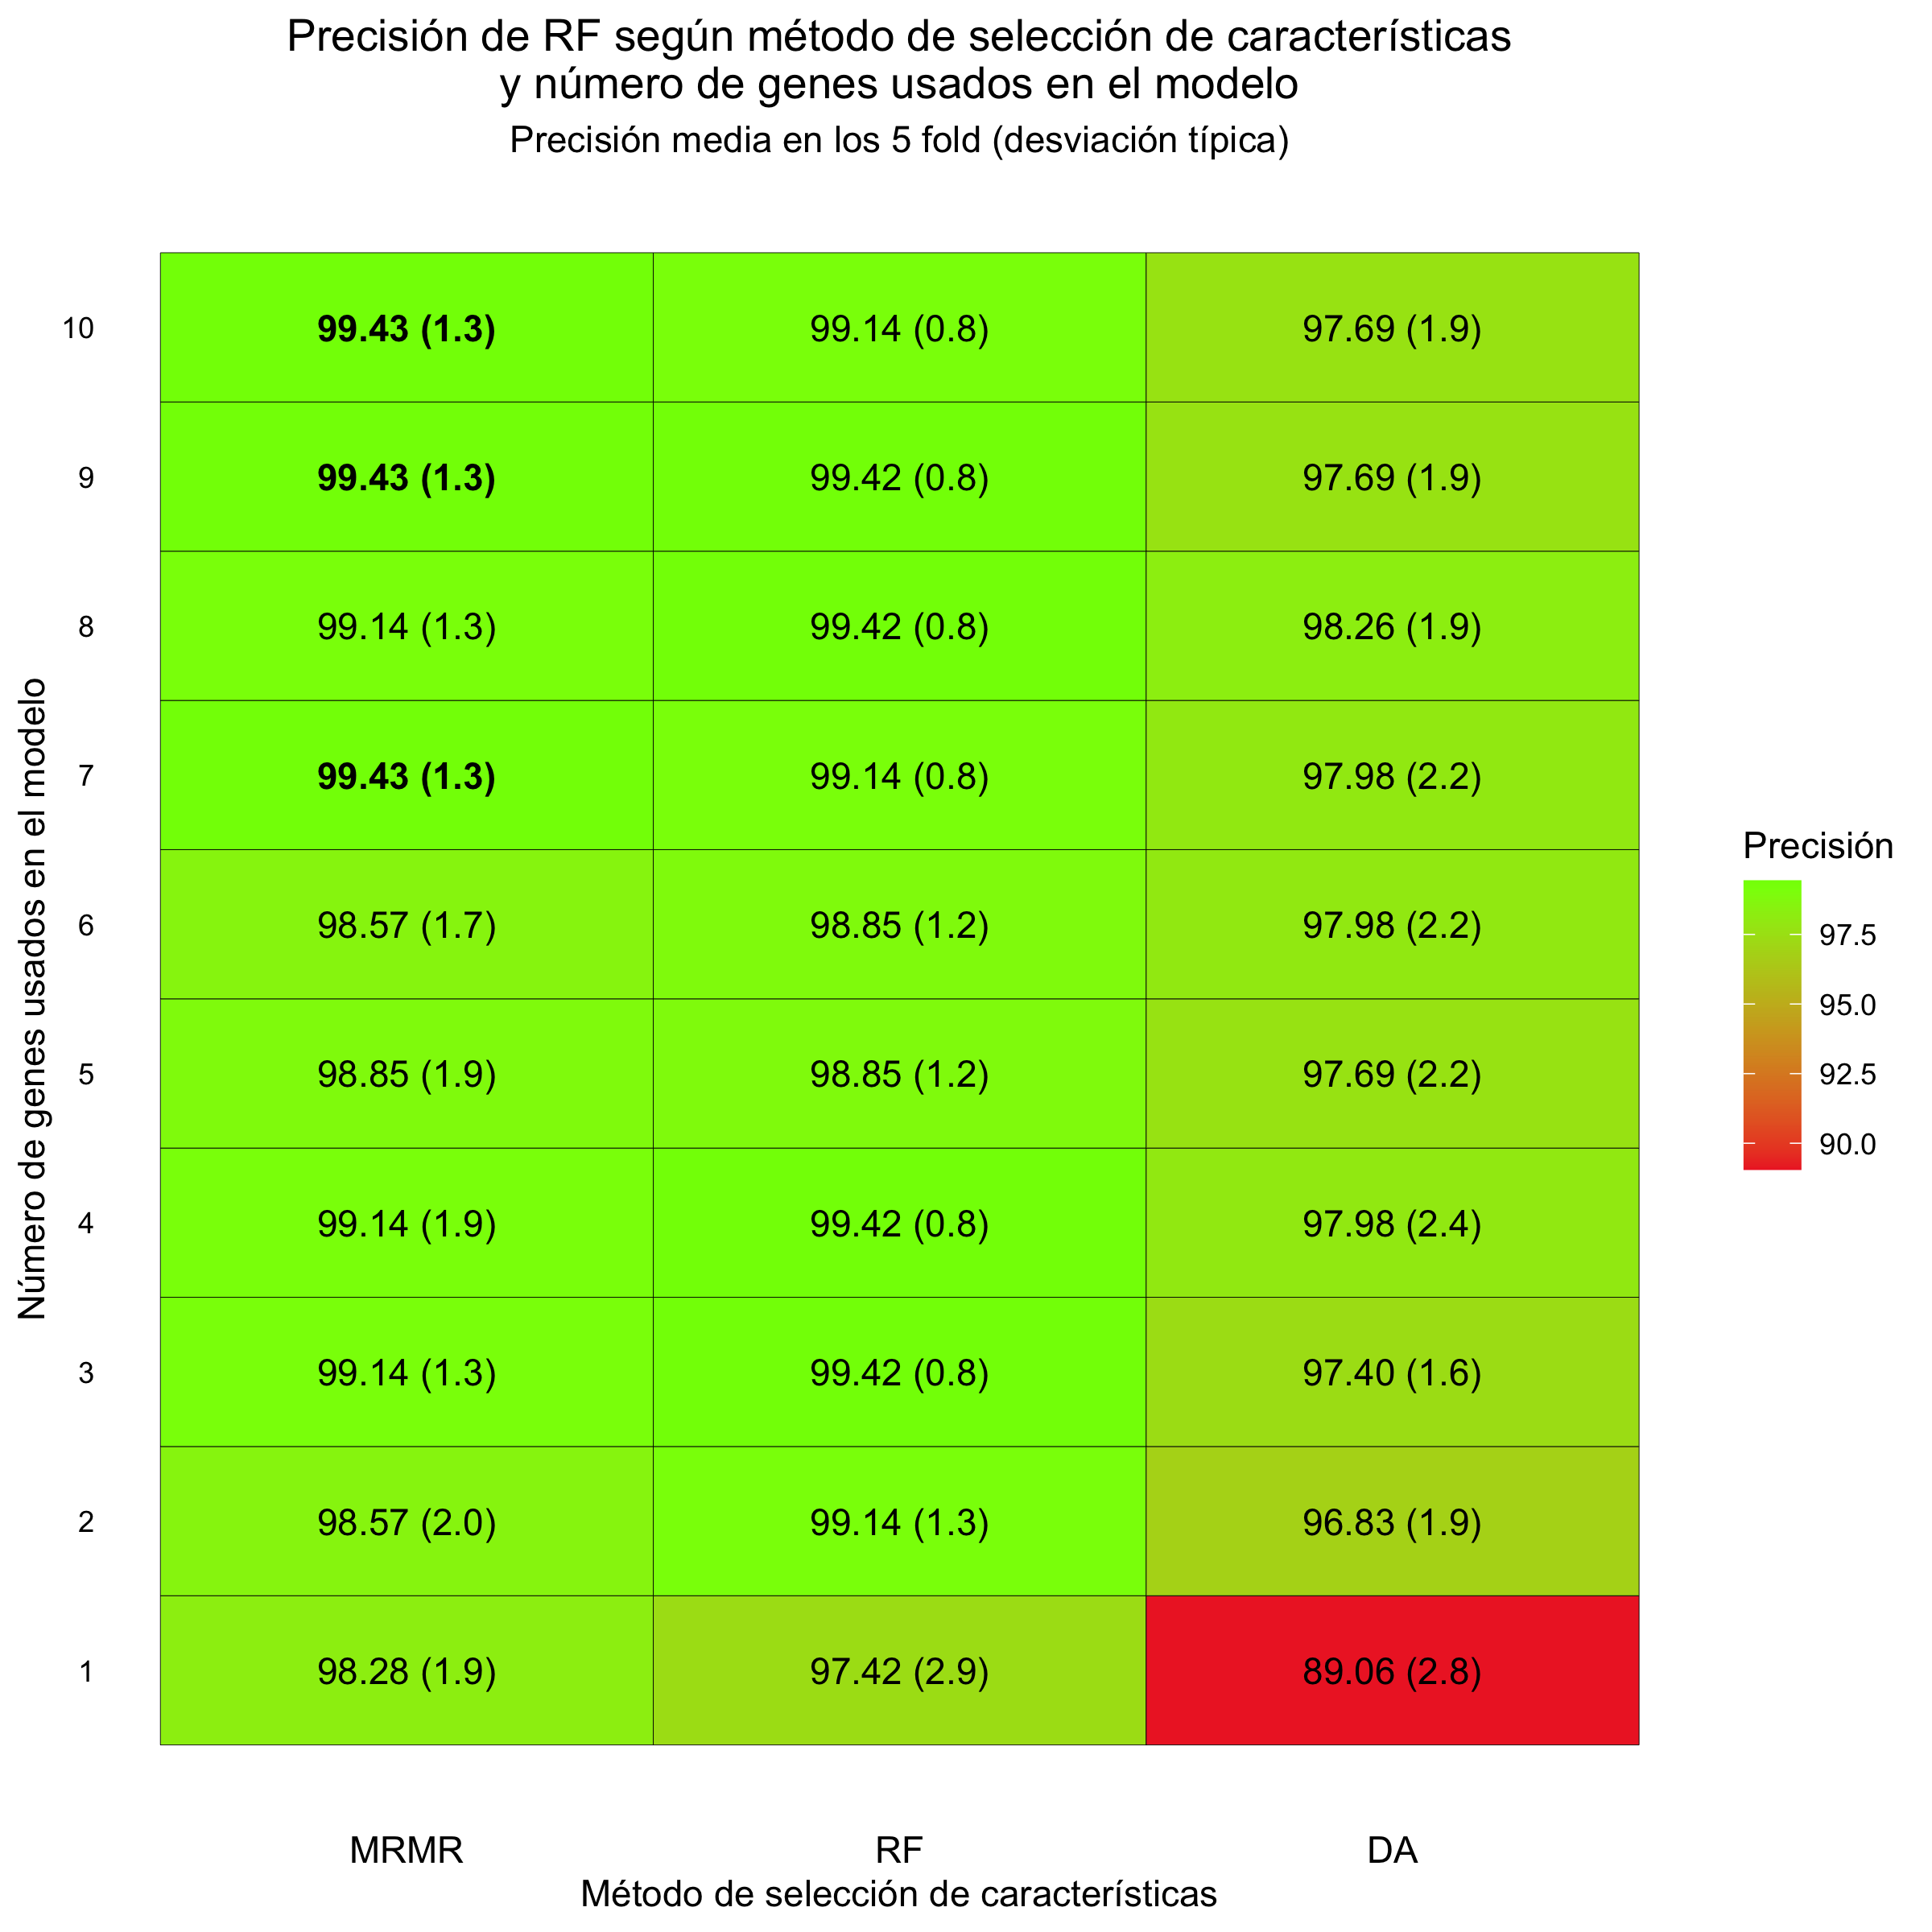 Precisión de RF según método de selección de características
y número de genes usados en el modelo
Precisión media en los 5 fold (desviación típica)
Número de genes usados en el modelo
10 99.43 (1.3) 99.14 (0.8) 97.69 (1.9)
9 99.43 (1.3) 99.42 (0.8) 97.69 (1.9)
8 99.14 (1.3) 99.42 (0.8) 98.26 (1.9)
7 99.43 (1.3) 99.14 (0.8) 97.98 (2.2)
6 98.57 (1.7) 98.85 (1.2) 97.98 (2.2)
5 98.85 (1.9) 98.85 (1.2) 97.69 (2.2)
4 99.14 (1.9) 99.42 (0.8) 97.98 (2.4)
3 99.14 (1.3) 99.42 (0.8) 97.40 (1.6)
2 98.57 (2.0) 99.14 (1.3) 96.83 (1.9)
1 98.28 (1.9) 97.42 (2.9) 89.06 (2.8)
MRMR RF DA
Método de selección de características
Precisión
97.5
95.0
92.5
90.0